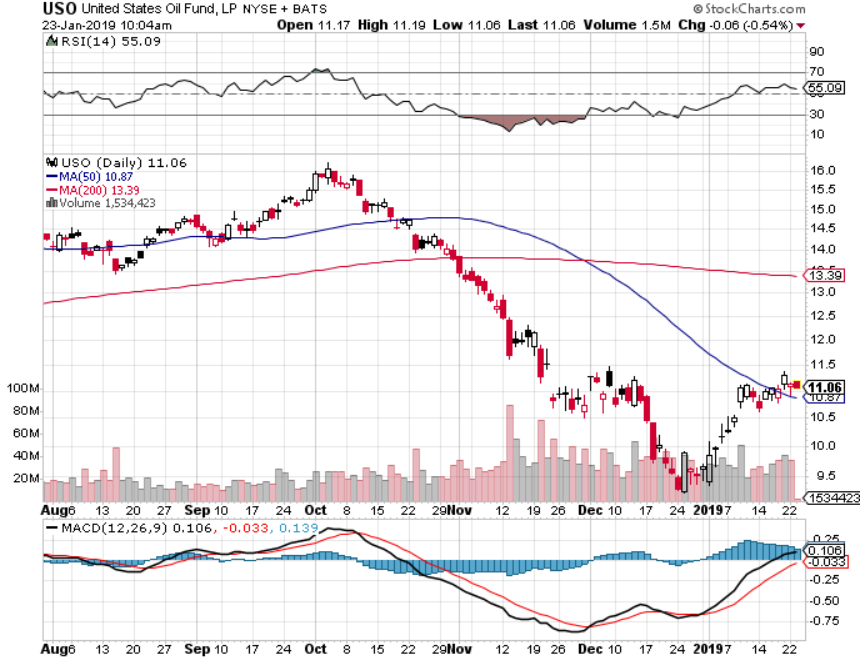 USO United States Oil Fund, LP NYSE + BATS
© StockCharts.com
23-Jan-2019 10:04am
Open 11.17 High 11.19 Low 11.06 Last 11.06 Volume 1.5M Chg -0.06 (-0.54%)
RSI(14) 55.09
90
70
55.09
30
10
USO (Daily) 11.06
MA(50) 10.87
MA(200) 13.39
Volume 1,534,423
16.0
15.5
15.0
14.5
14.0
13.39
13.0
12.5
12.0
11.5
11.06
10.87
10.5
10.0
9.5
1534423
100M
80M
60M
40M
20M
Aug 6 13 20 27 Sep 10 17 24 Oct 8 15 22 29 Nov 12 19 26 Dec 10 17 24 2019 7 14 22
MACD(12,26,9) 0.106, -0.033, 0.139
0.25
0.106
-0.033
-0.25
-0.50
-0.75
Aug 6 13 20 27 Sep 10 17 24 Oct 8 15 22 29 Nov 12 19 26 Dec 10 17 24 2019 7 14 22